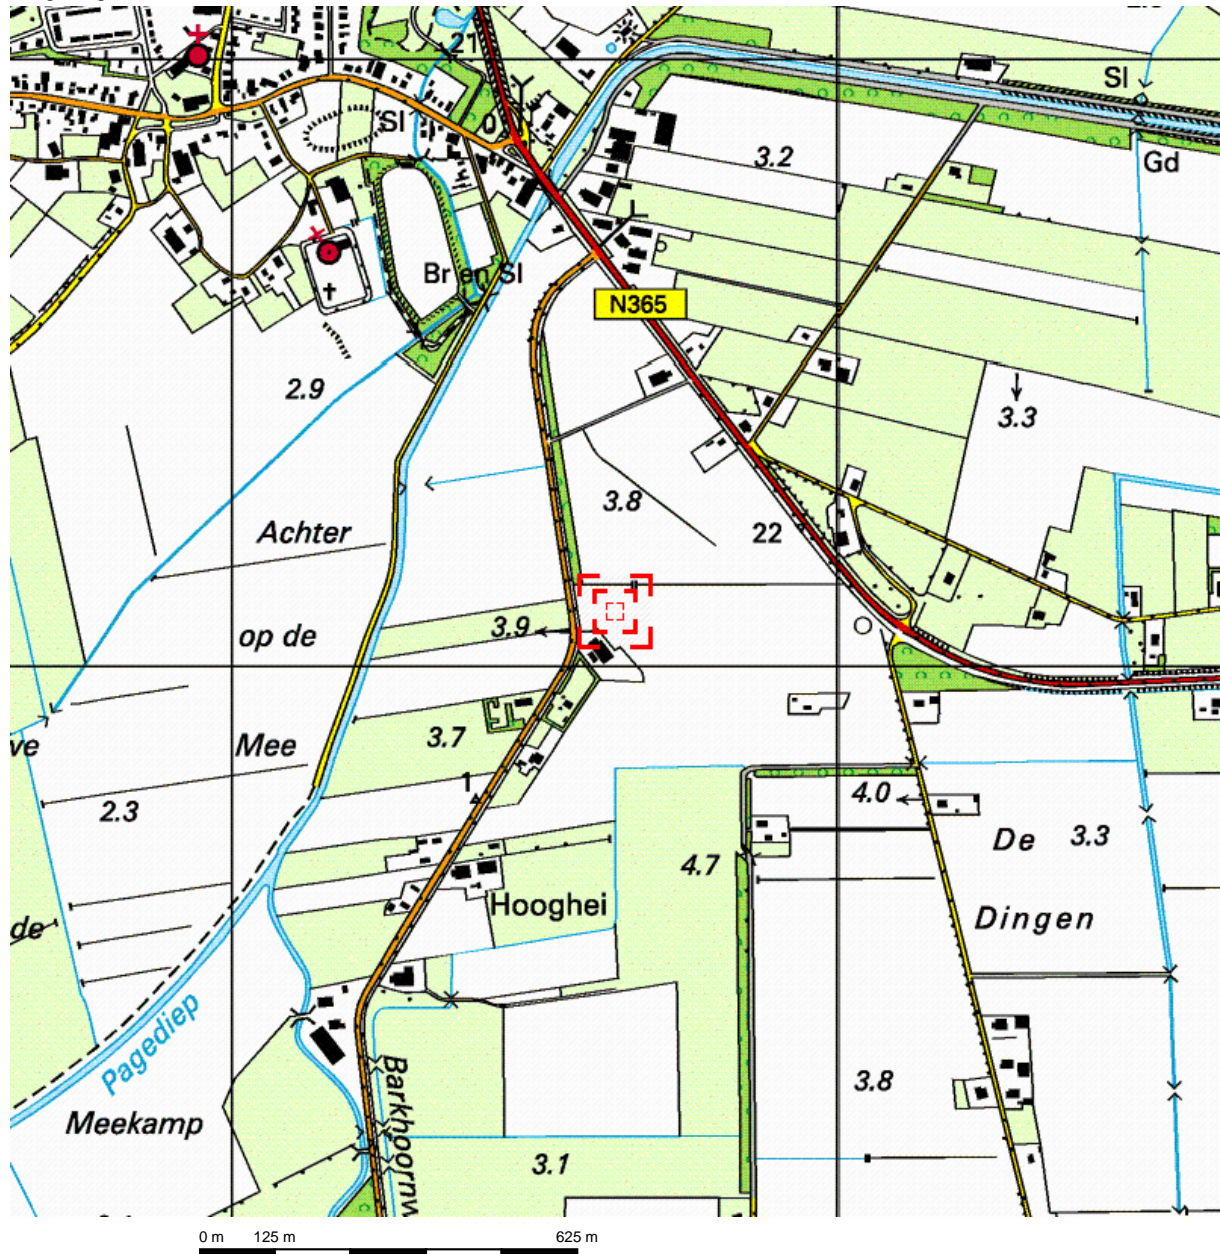 21
Sl
Sl
0
3.2
Gd
Br en Sl
N365
2.9
3.3
3.8
22
Achter
op de
3.9
Mee
3.7
ve
1
2.3
4.0
De
3.3
4.7
Hooghei
Dingen
de
Pagediep
3.8
Barkhoornw
Meekamp
3.1
0 m 125 m 625 m